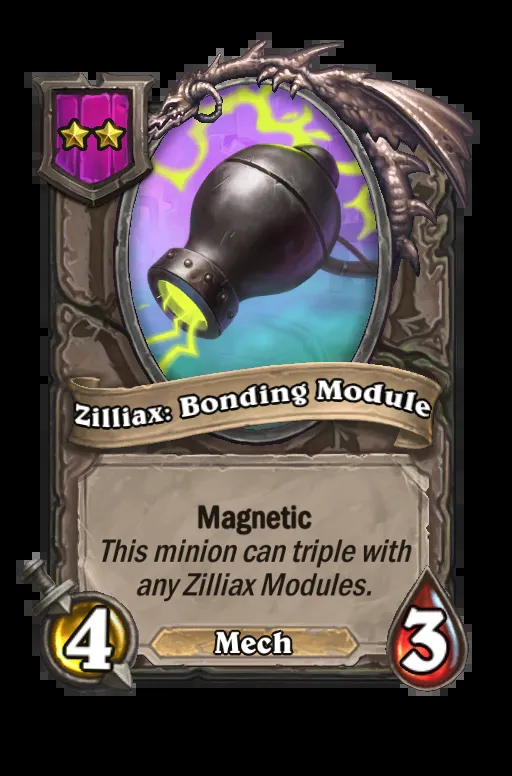 Zilliax: Bonding Module
Magnetic
This minion can triple with
any Zilliax Modules.
4
Mech
3